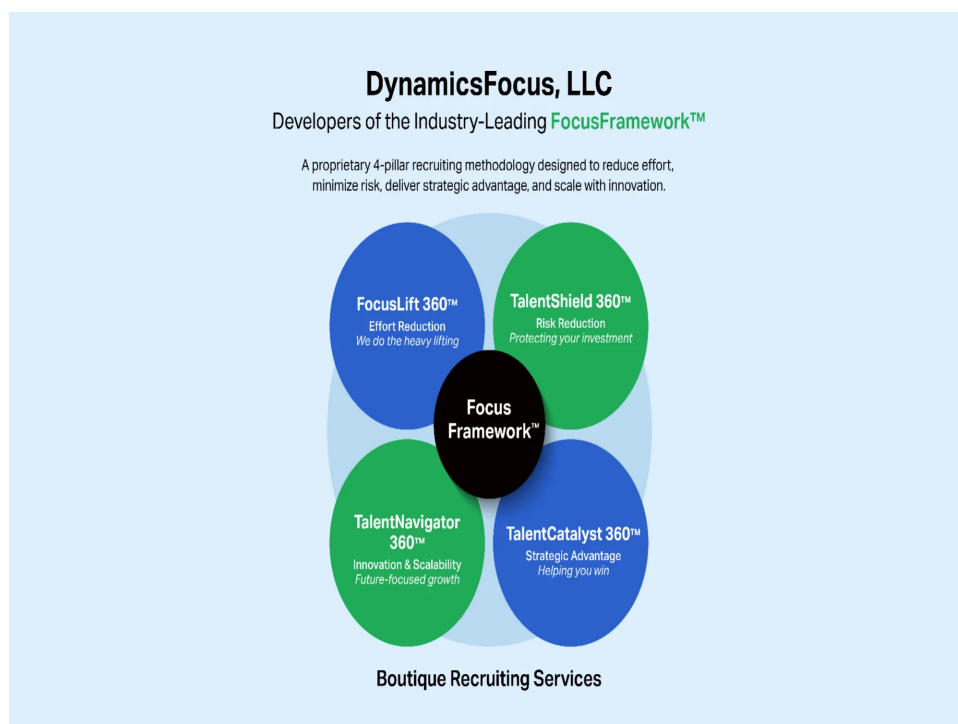 DynamicsFocus, LLC
Developers of the Industry-Leading FocusFramework™
A proprietary 4-pillar recruiting methodology designed to reduce effort,
minimize risk, deliver strategic advantage, and scale with innovation.
FocusLift 360™
Effort Reduction
We do the heavy lifting
TalentShield 360™
Risk Reduction
Protecting your investment
Focus
Framework™
TalentNavigator
360™
Innovation & Scalability
Future-focused growth
TalentCatalyst 360™
Strategic Advantage
Helping you win
Boutique Recruiting Services